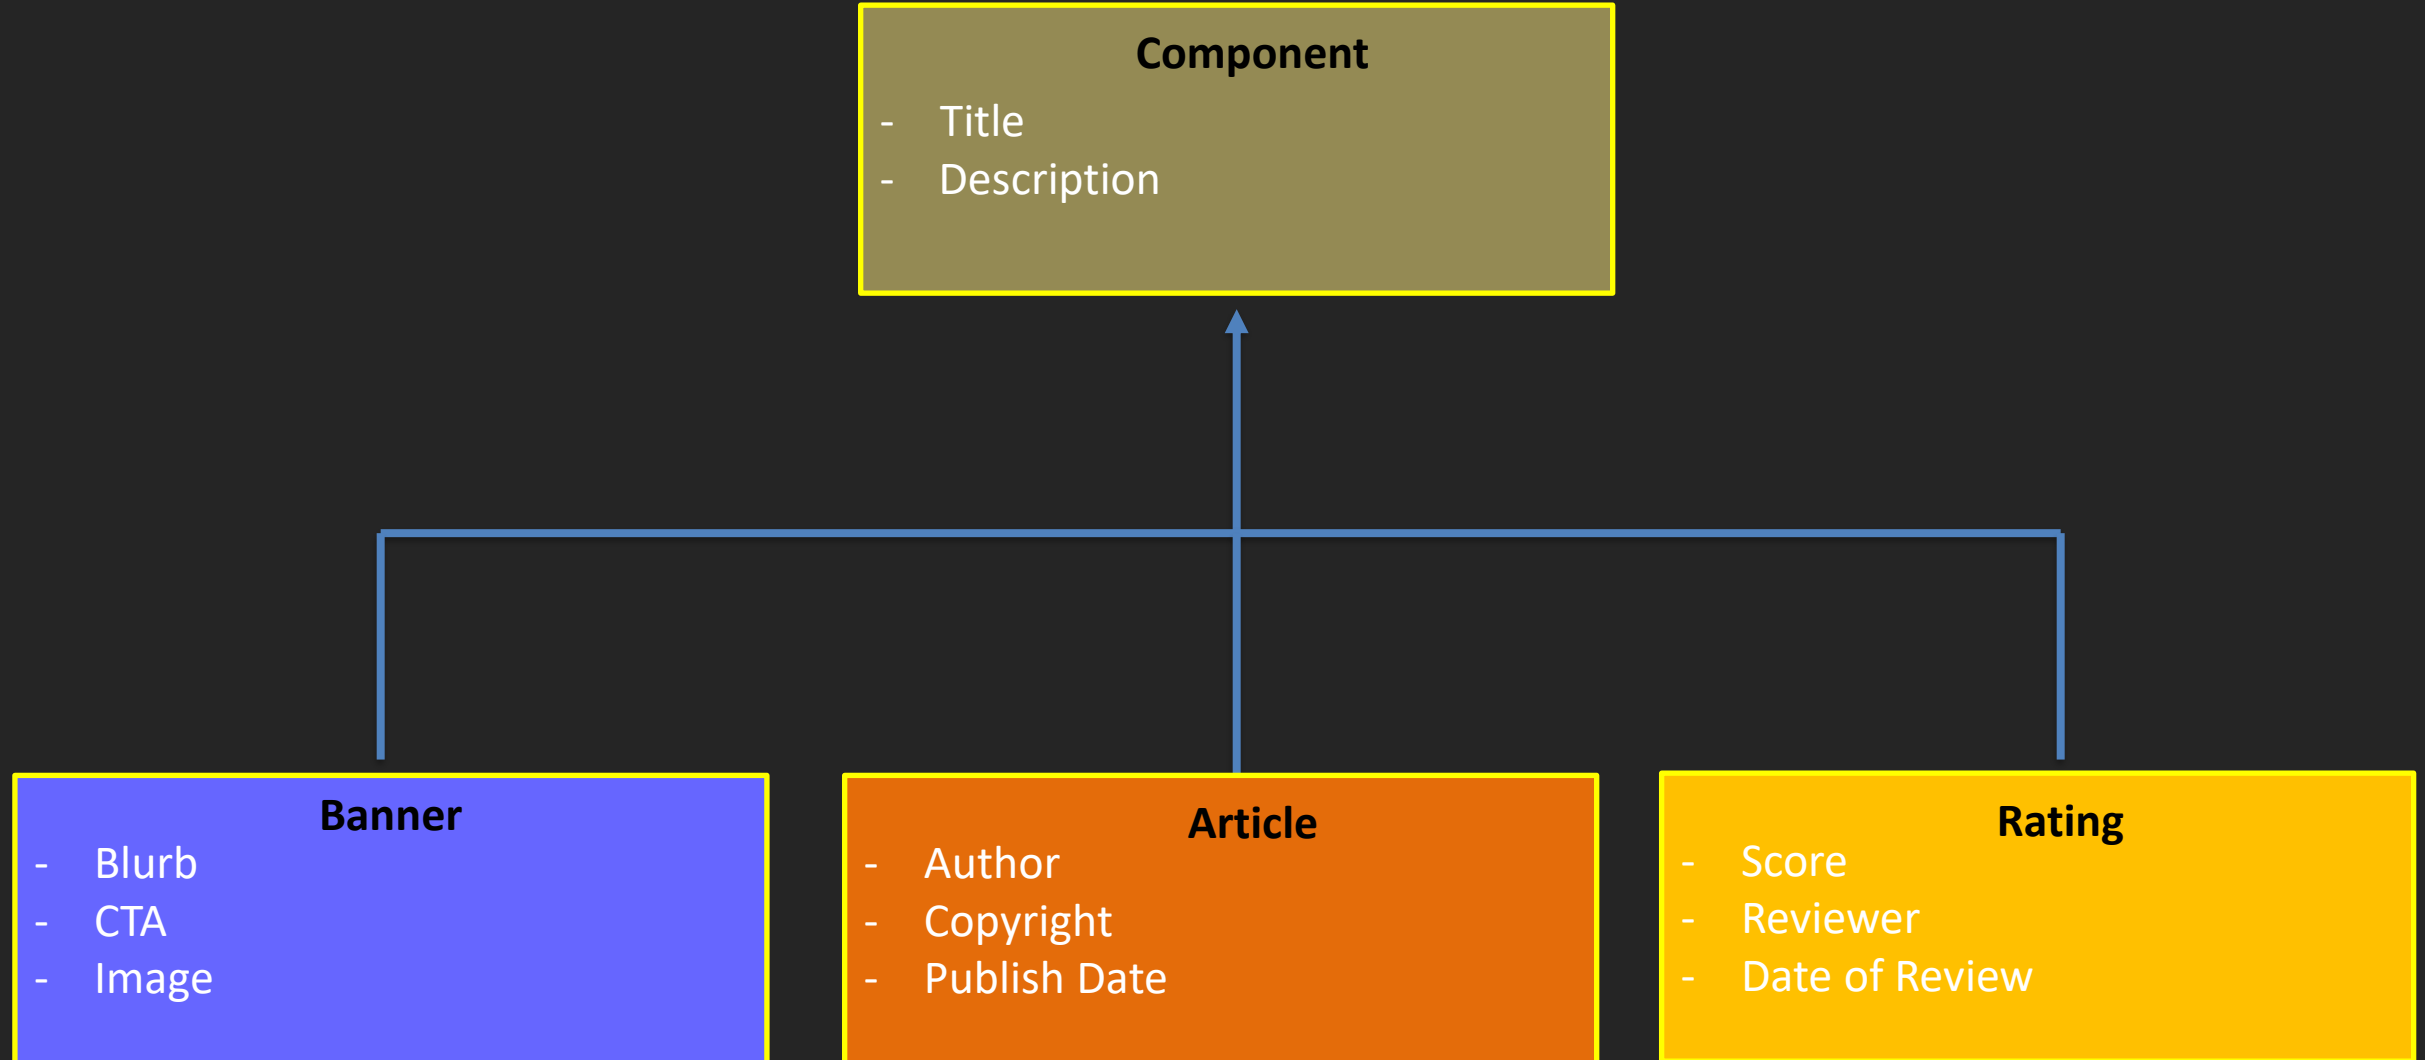 Component
- Title
- Description
Banner
- Blurb
- CTA
- Image
Article
- Author
- Copyright
- Publish Date
Rating
- Score
- Reviewer
- Date of Review